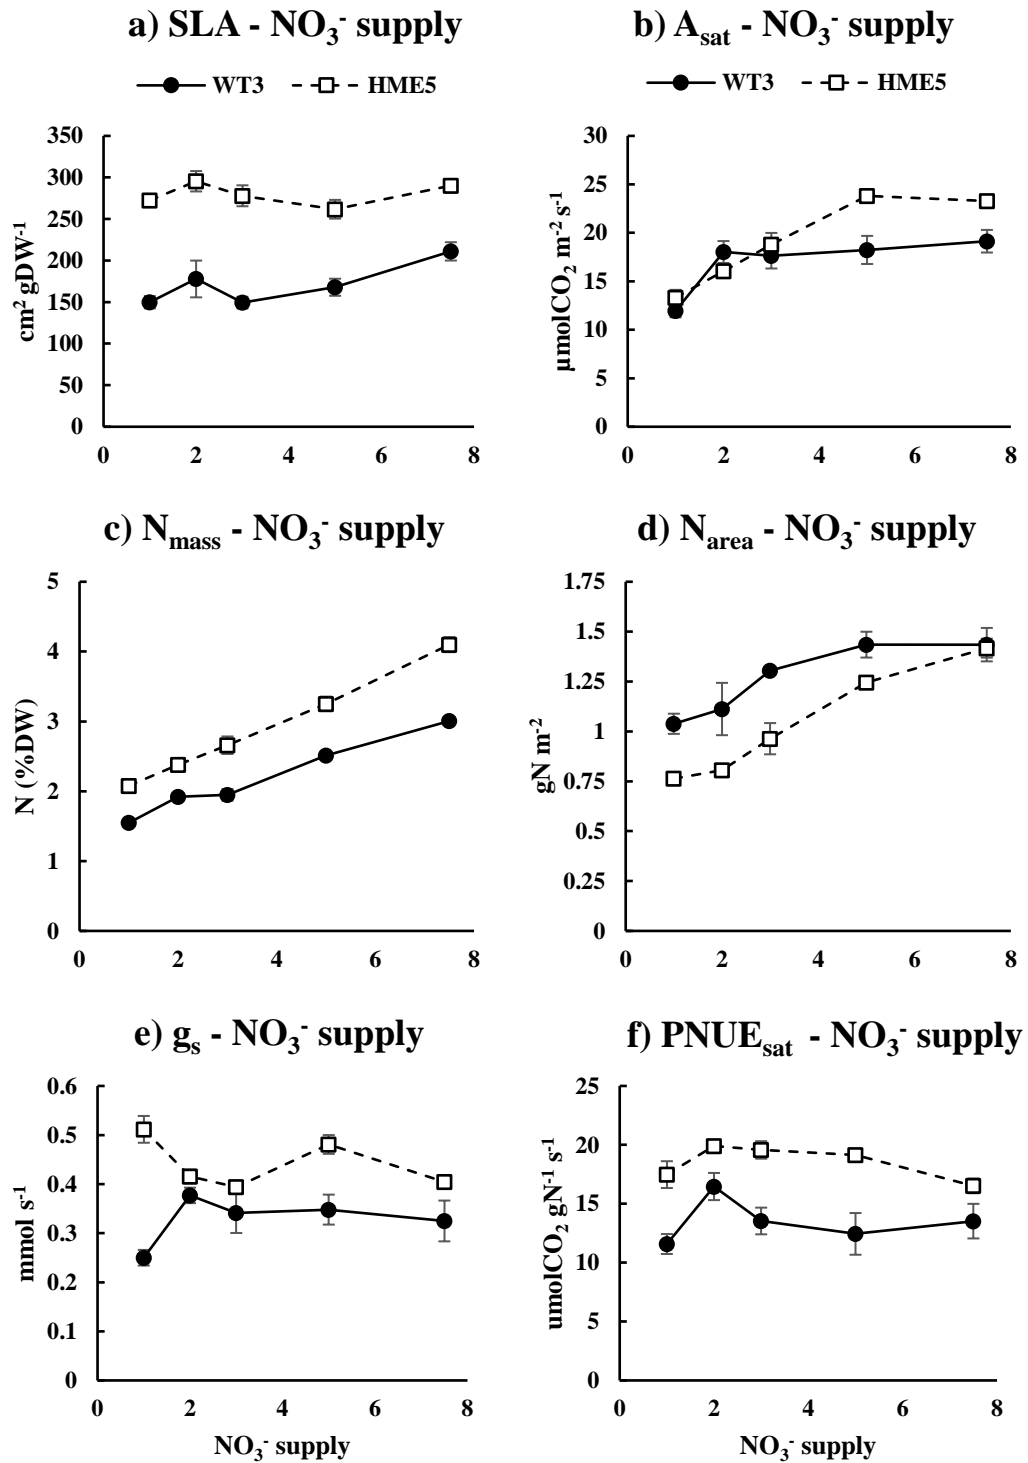 a) SLA - NO₃⁻ supply
WT3 HME5
350
300
250
200
150
100
50
0
cm² gDW⁻¹
0 2 4 6 8
b) Aₛₐₜ - NO₃⁻ supply
WT3 HME5
30
25
20
15
10
5
0
µmolCO₂ m⁻² s⁻¹
0 2 4 6 8
c) Nmass - NO₃⁻ supply
5
4
3
2
1
0
N (%DW)
0 2 4 6 8
d) Narea - NO₃⁻ supply
1.75
1.5
1.25
1
0.75
0.5
0.25
0
gN m⁻²
0 2 4 6 8
e) gₛ - NO₃⁻ supply
0.6
0.5
0.4
0.3
0.2
0.1
0
mmol s⁻¹
0 2 4 6 8
NO₃⁻ supply
f) PNUEₛₐₜ - NO₃⁻ supply
25
20
15
10
5
0
umolCO₂ gN⁻¹ s⁻¹
0 2 4 6 8
NO₃⁻ supply